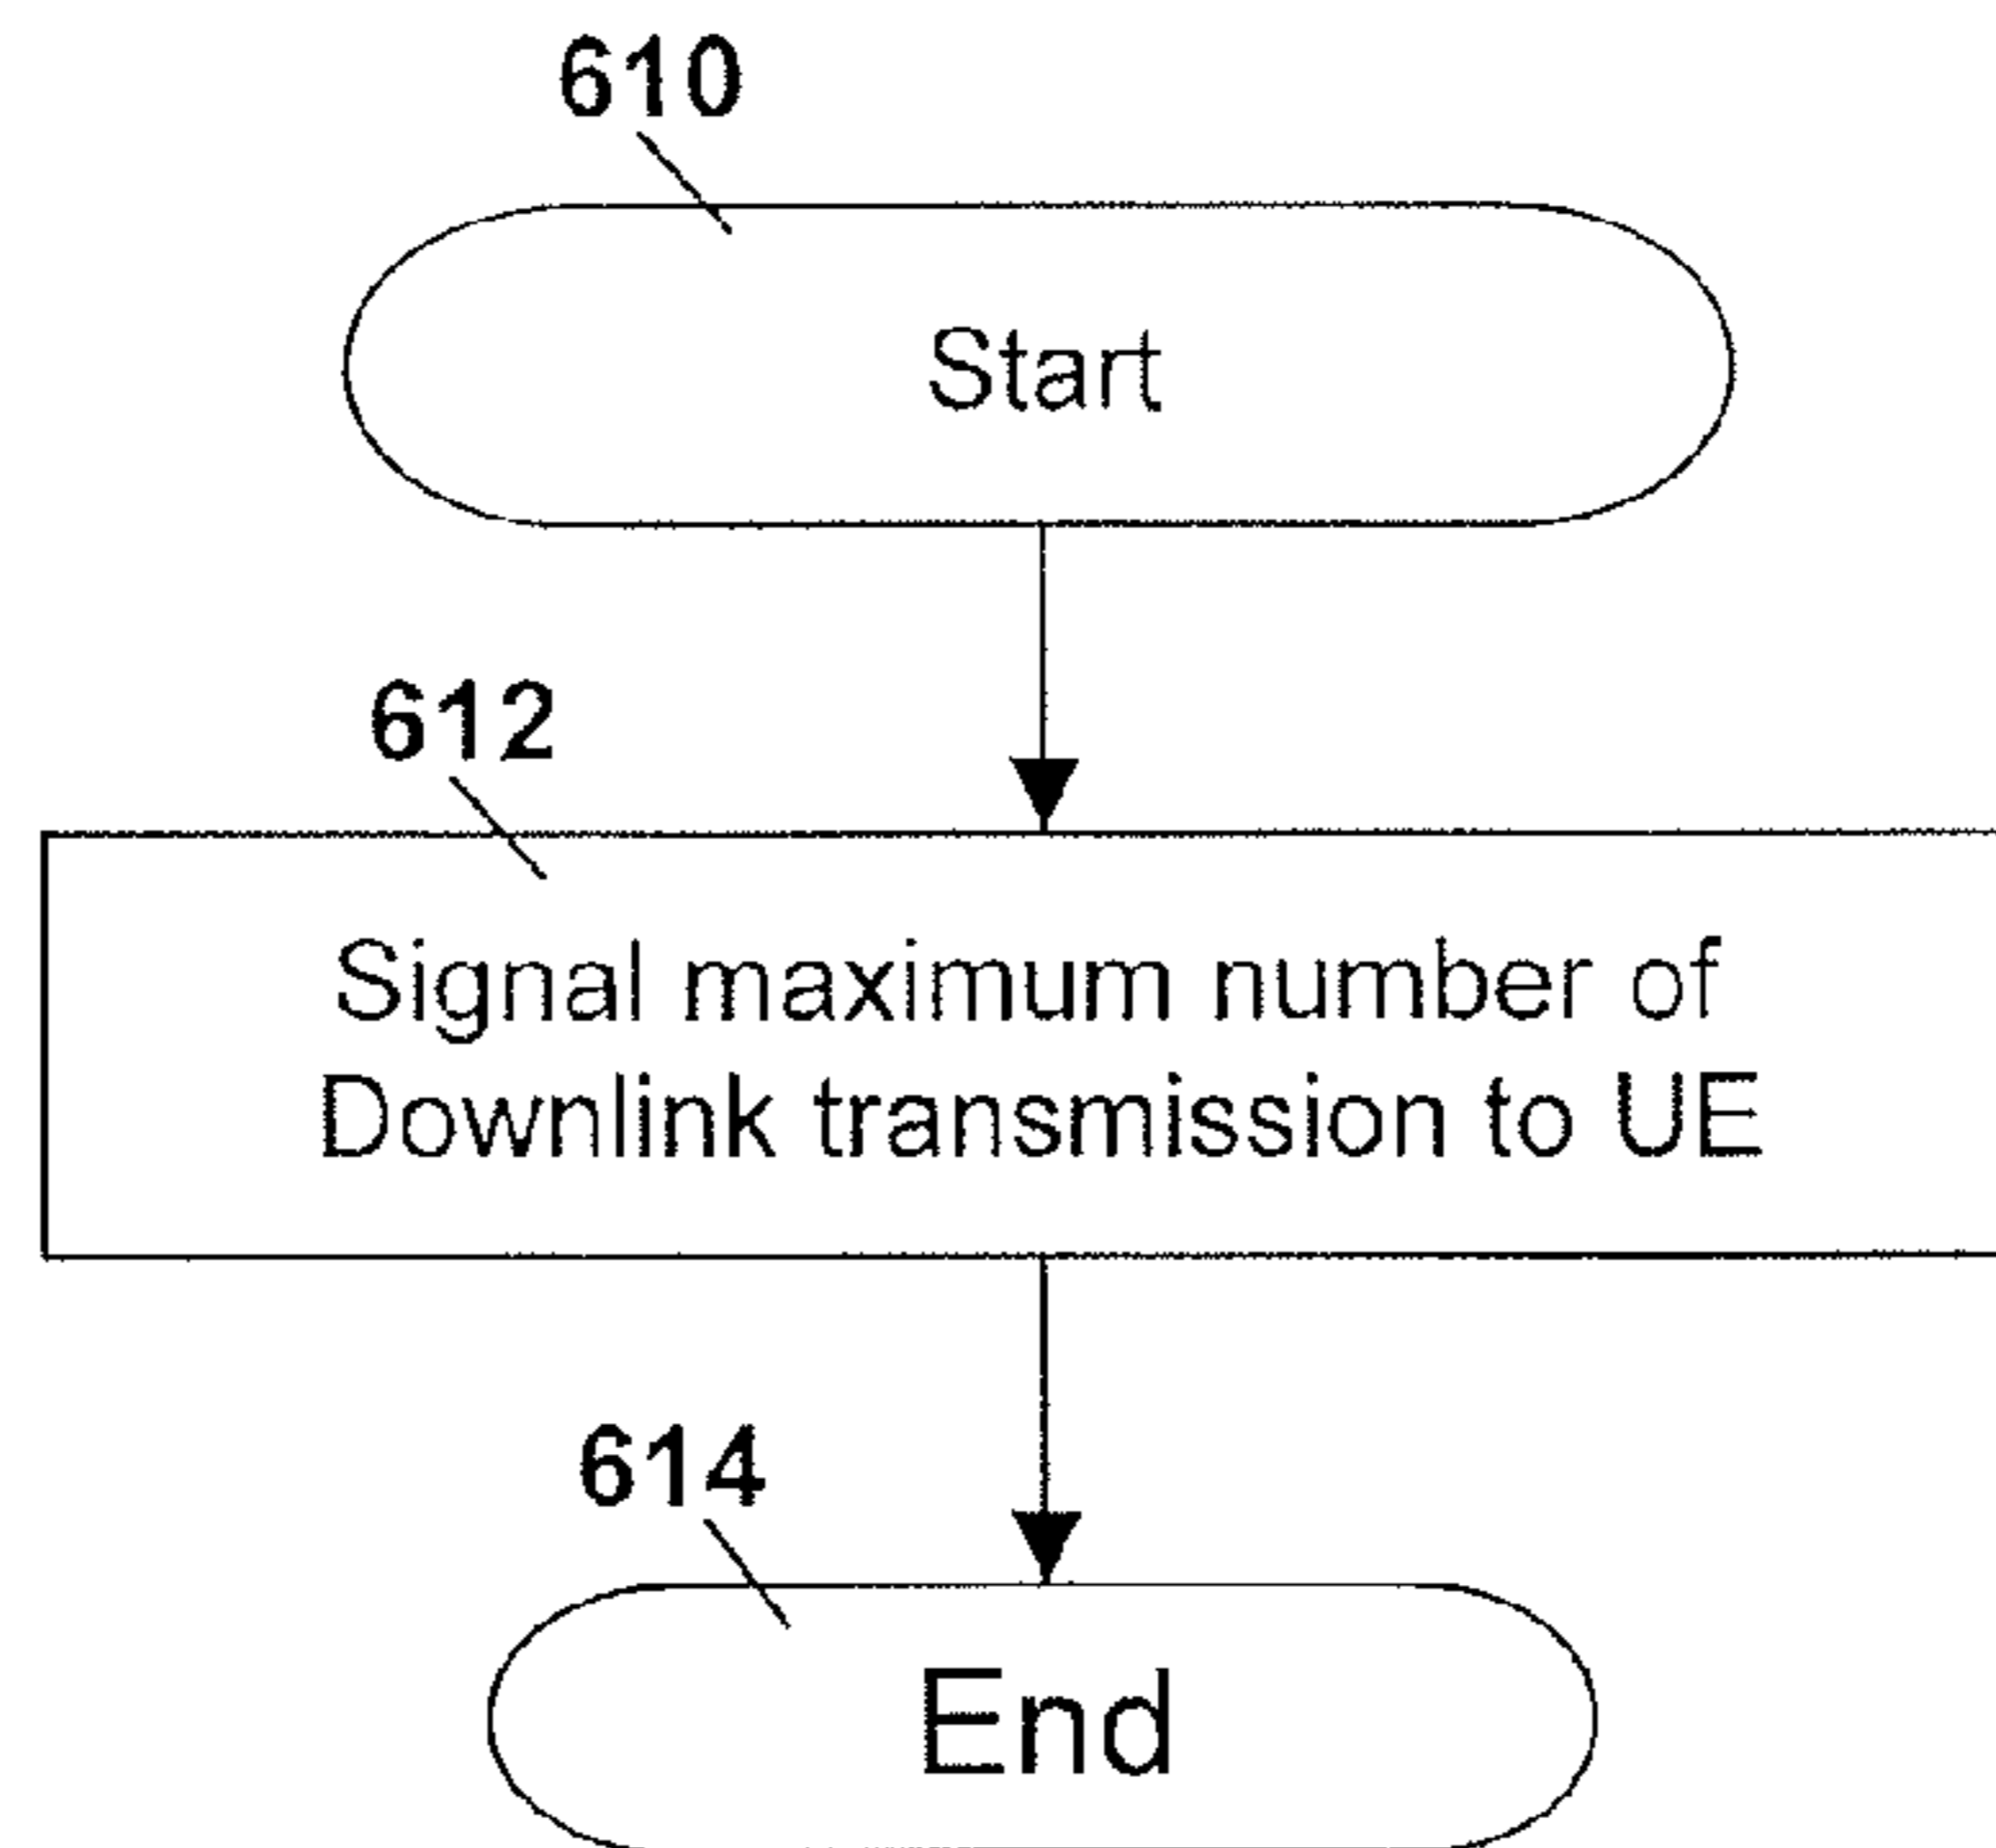 610
Start
612
Signal maximum number of
Downlink transmission to UE
614
End